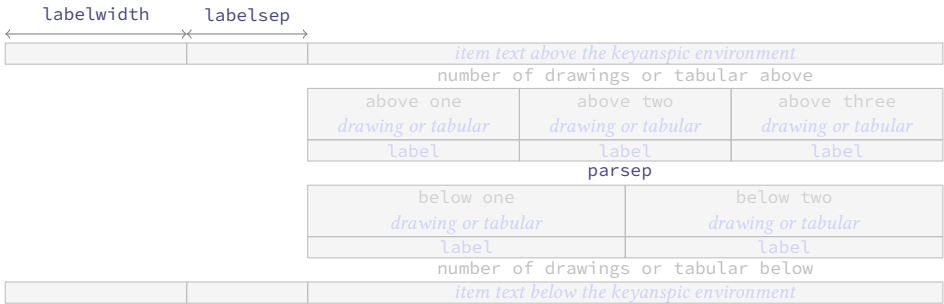 labelwidth labelsep
item text above the keyanspic environment
number of drawings or tabular above
above one above two above three
drawing or tabular drawing or tabular drawing or tabular
label label label
parsep
below one below two
drawing or tabular drawing or tabular
label label
number of drawings or tabular below
item text below the keyanspic environment